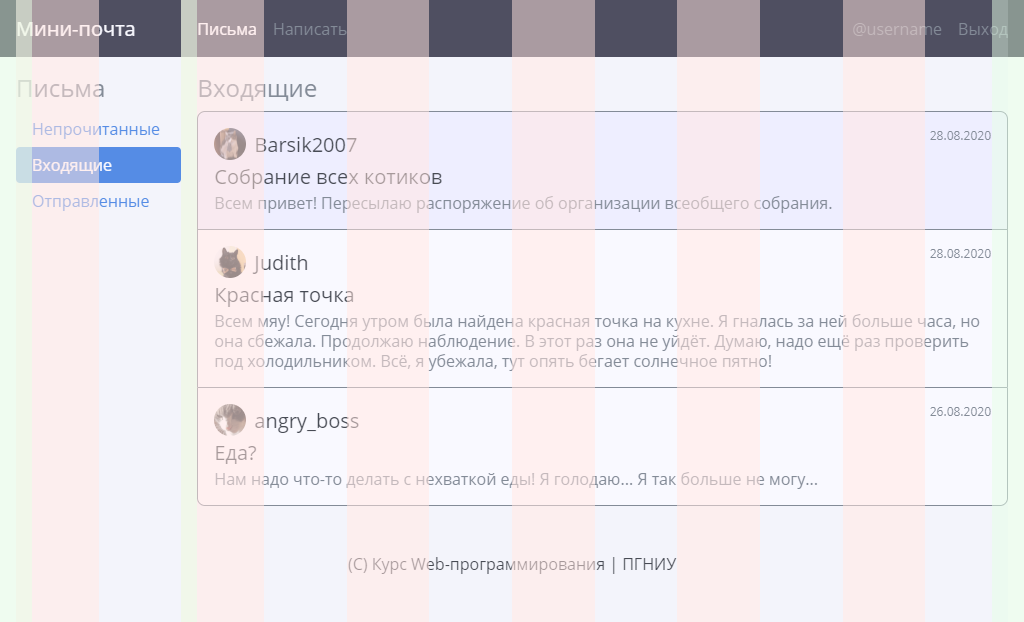 Мини-почта
Письма Написать @username Выход
Письма
Непрочитанные
Входящие
Отправленные
Входящие
Barsik2007 28.08.2020
Собрание всех котиков
Всем привет! Пересылаю распоряжение об организации всеобщего собрания.
Judith 28.08.2020
Красная точка
Всем мяу! Сегодня утром была найдена красная точка на кухне. Я гналась за ней больше часа, но
она сбежала. Продолжаю наблюдение. В этот раз она не уйдёт. Думаю, надо ещё раз проверить
под холодильником. Всё, я убежала, тут опять бегает солнечное пятно!
angry_boss 26.08.2020
Еда?
Нам надо что-то делать с нехваткой еды! Я голодаю... Я так больше не могу...
(С) Курс Web-программирования | ПГНИУ